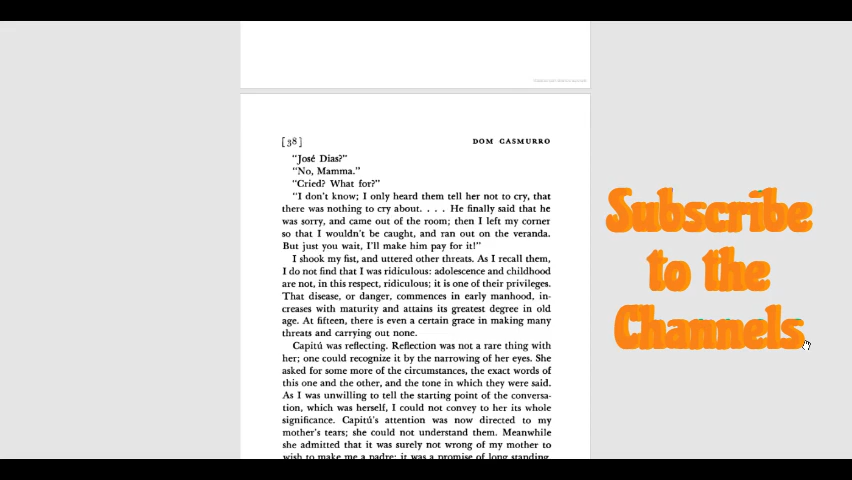 [38] DOM CASMURRO
"José Dias?"
"No, Mamma."
"Cried? What for?"
"I don't know; I only heard them tell her not to cry, that
there was nothing to cry about. . . . He finally said that he
was sorry, and came out of the room; then I left my corner
so that I wouldn't be caught, and ran out on the veranda.
But just you wait, I'll make him pay for it!"
I shook my fist, and uttered other threats. As I recall them,
I do not find that I was ridiculous: adolescence and childhood
are not, in this respect, ridiculous; it is one of their privileges.
That disease, or danger, commences in early manhood, in-
creases with maturity and attains its greatest degree in old
age. At fifteen, there is even a certain grace in making many
threats and carrying out none.
Capitú was reflecting. Reflection was not a rare thing with
her; one could recognize it by the narrowing of her eyes. She
asked for some more of the circumstances, the exact words of
this one and the other, and the tone in which they were said.
As I was unwilling to tell the starting point of the conversa-
tion, which was herself, I could not convey to her its whole
significance. Capitú's attention was now directed to my
mother's tears; she could not understand them. Meanwhile
she admitted that it was surely not wrong of my mother to
wish to make me a padre; it was a promise of long standing,
Subscribe
to the
Channels